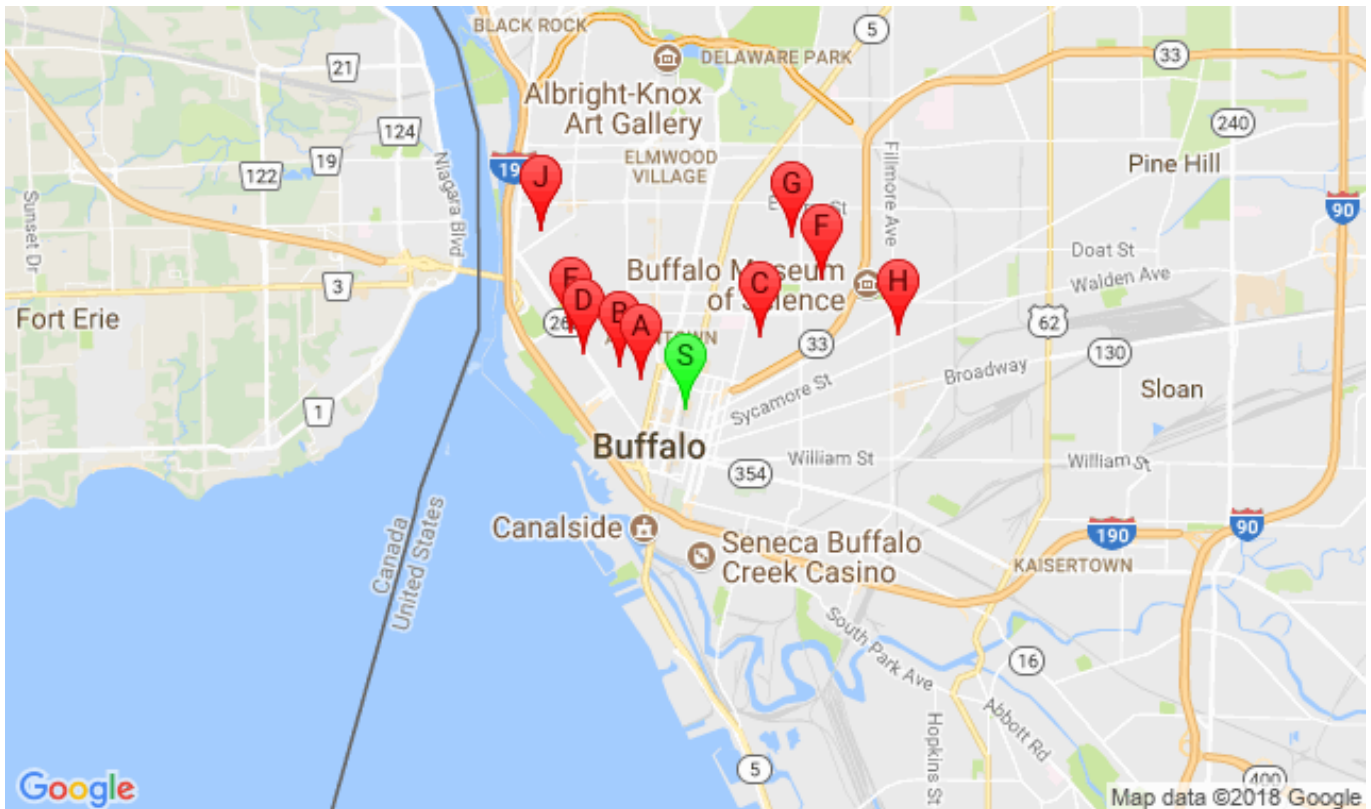 BLACK ROCK
5
21
DELAWARE PARK
33
Albright-Knox
Art Gallery
124
240
19
Niagara Blvd
ELMWOOD
VILLAGE
Fillmore Ave
Pine Hill
122
J
G
90
Sunset Dr
F
Doat St
3
Buffalo Museum
of Science
Walden Ave
C
H
Fort Erie
D
B
A
62
S
33
130
Broadway
Sycamore St
Sloan
1
Buffalo
William St
William St
354
Canalside
190
90
Seneca Buffalo
Creek Casino
KAISERTOWN
Canada
United States
South Park Ave
16
Abbott Rd
Hopkins St
5
400
Google
Map data ©2018 Google